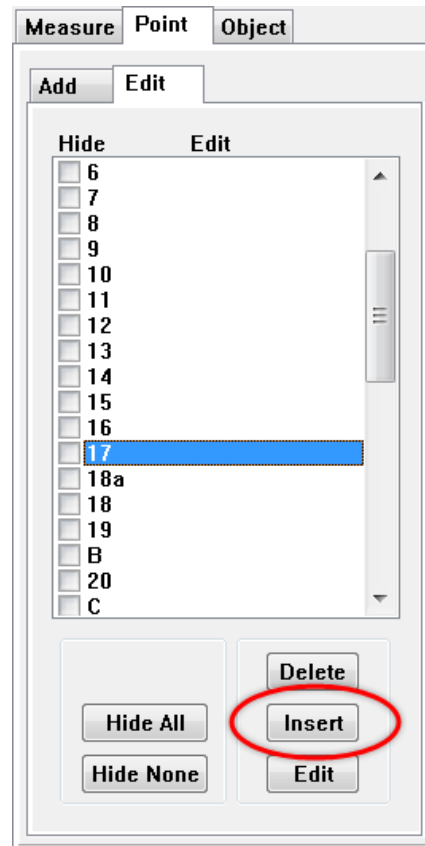 Measure Point Object
Add Edit
Hide Edit
6
7
8
9
10
11
12
13
14
15
16
17
18a
18
19
B
20
C
Delete
Hide All Insert
Hide None Edit